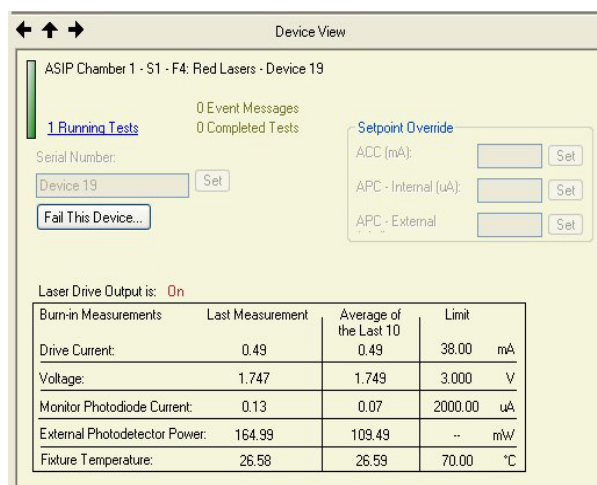 Device View
ASIP Chamber 1 - S1 - F4: Red Lasers - Device 19
0 Event Messages
1 Running Tests 0 Completed Tests
Serial Number:
Device 19 Set
Fail This Device...
Setpoint Override
ACC (mA): Set
APC - Internal (uA): Set
APC - External Set
Laser Drive Output is: On
Burn-in Measurements Last Measurement Average of the Last 10 Limit
Drive Current: 0.49 0.49 38.00 mA
Voltage: 1.747 1.749 3.000 V
Monitor Photodiode Current: 0.13 0.07 2000.00 uA
External Photodetector Power: 164.99 109.49 -- mW
Fixture Temperature: 26.58 26.59 70.00 °C